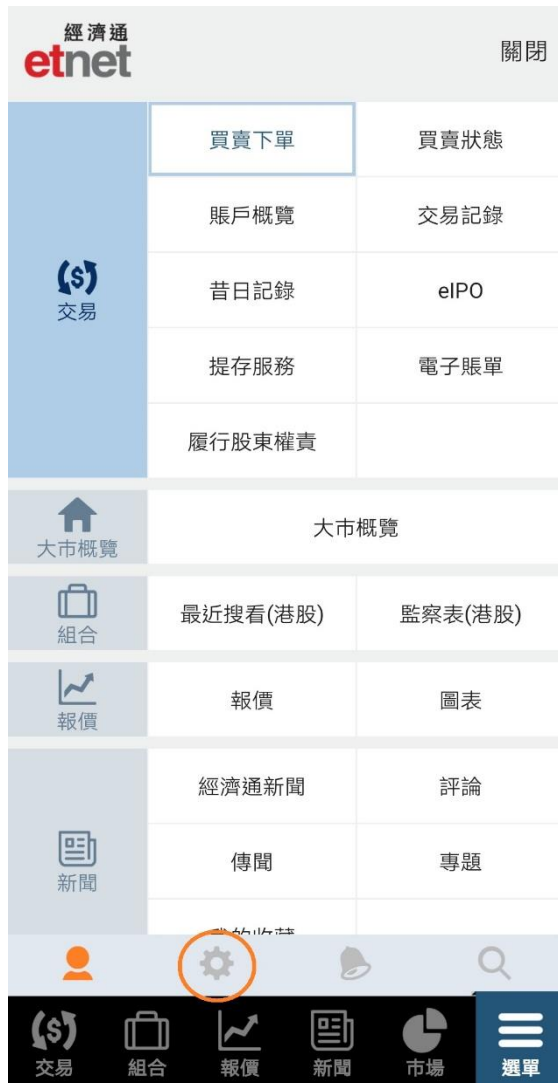 經濟通
etnet
關閉
買賣下單
買賣狀態
賬戶概覽
交易記錄
交易
昔日記錄
eIPO
提存服務
電子賬單
履行股東權責
大市概覽
大市概覽
組合
最近搜看(港股)
監察表(港股)
報價
報價
圖表
經濟通新聞
評論
新聞
傳聞
專題
我的收藏
交易
組合
報價
新聞
市場
選單